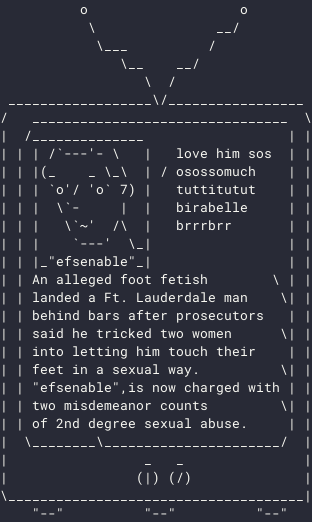 love him sos
osossomuch
tuttitutut
birabelle
brrrbrr
"efsenable"
An alleged foot fetish
landed a Ft. Lauderdale man
behind bars after prosecutors
said he tricked two women
into letting him touch their
feet in a sexual way.
"efsenable",is now charged with
two misdemeanor counts
of 2nd degree sexual abuse.